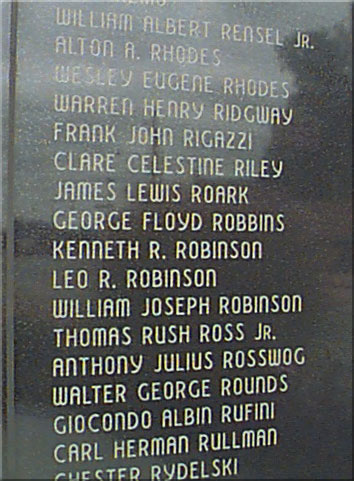 WILLIAM ALBERT RENSEL JR.
ALTON A. RHODES
WESLEY EUGENE RHODES
WARREN HENRY RIDGWAY
FRANK JOHN RIGAZZI
CLARE CELESTINE RILEY
JAMES LEWIS ROARK
GEORGE FLOYD ROBBINS
KENNETH R. ROBINSON
LEO R. ROBINSON
WILLIAM JOSEPH ROBINSON
THOMAS RUSH ROSS JR.
ANTHONY JULIUS ROSSWOG
WALTER GEORGE ROUNDS
GIOCONDO ALBIN RUFINI
CARL HERMAN RULLMAN
CHESTER RYDELSKI